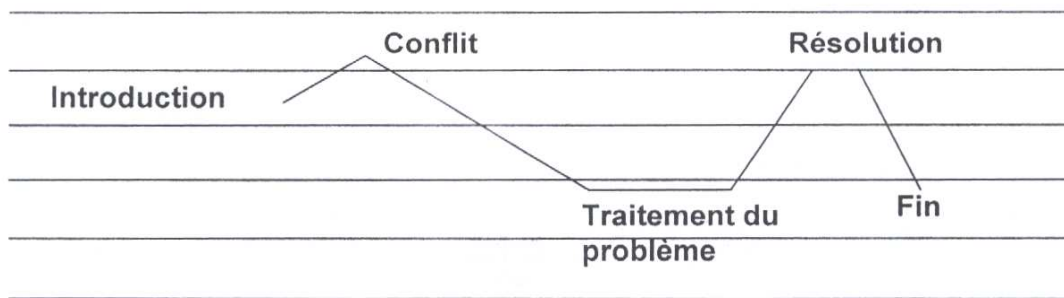 Conflit
Résolution
Introduction
Traitement du
problème
Fin